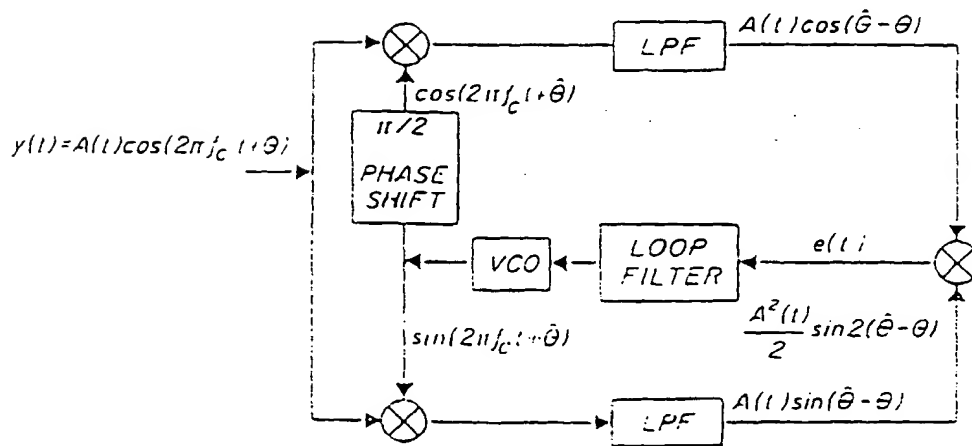 A(t)cos(θ̂-θ)
LPF
cos(2πf_c t+θ̂)
π/2
PHASE
SHIFT
y(t)=A(t)cos(2πf_c t+θ)
VCO
LOOP
FILTER
e(t)
A²(t)/2 sin2(θ̂-θ)
sin(2πf_c t+θ̂)
LPF
A(t)sin(θ̂-θ)